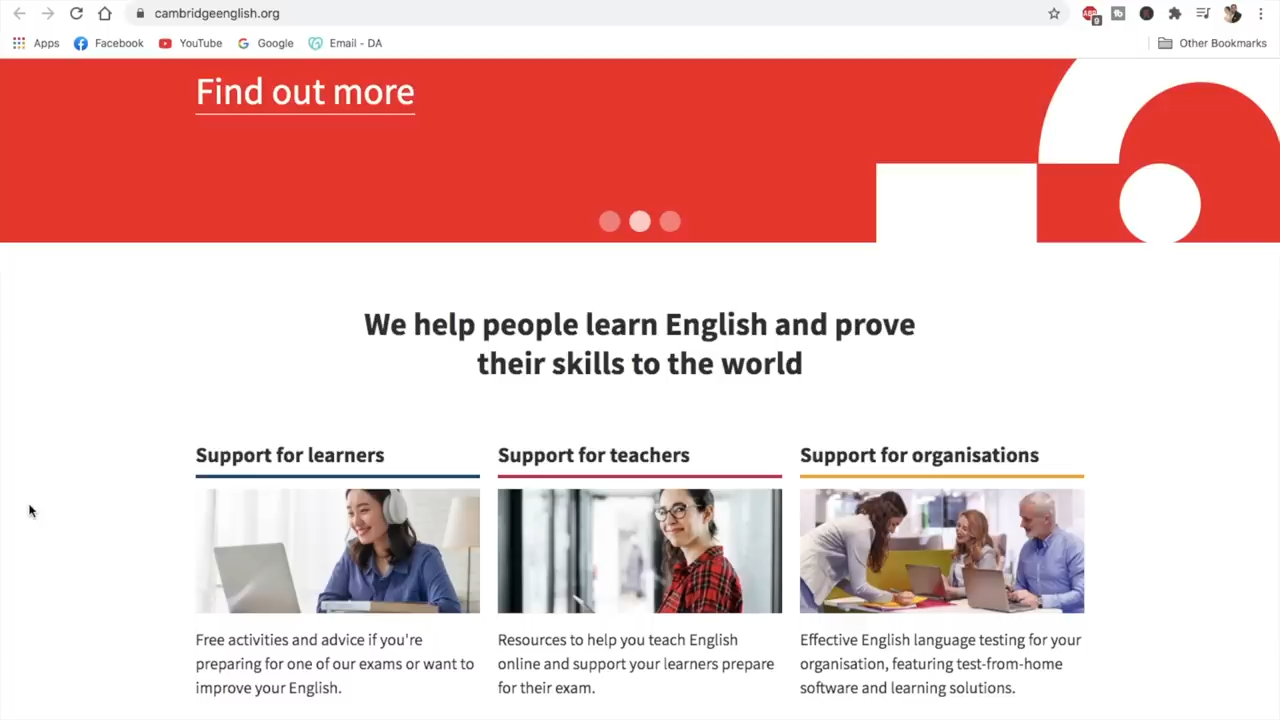 cambridgeenglish.org
9
Apps Facebook YouTube Google Email - DA Other Bookmarks
Find out more
We help people learn English and prove
their skills to the world
Support for learners
Free activities and advice if you're
preparing for one of our exams or want to
improve your English.
Support for teachers
Resources to help you teach English
online and support your learners prepare
for their exam.
Support for organisations
Effective English language testing for your
organisation, featuring test-from-home
software and learning solutions.